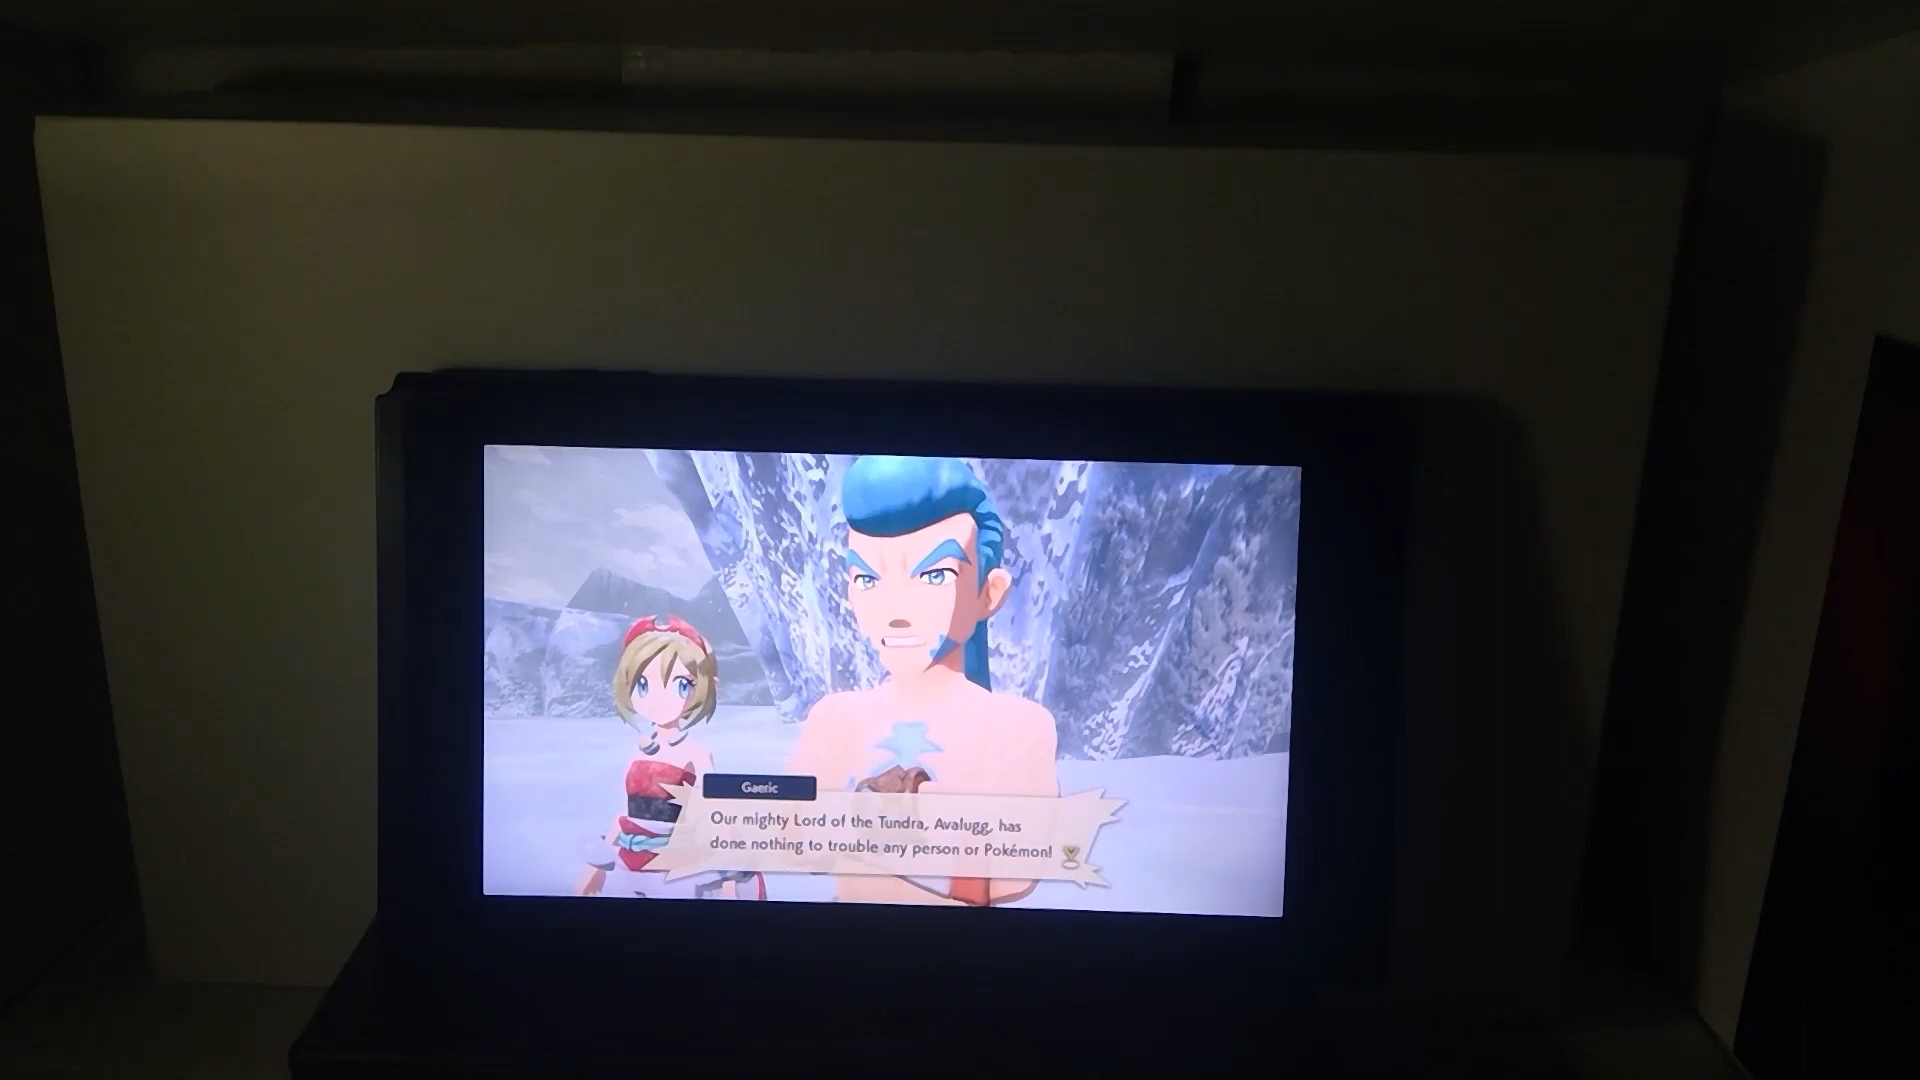 Gaeric
Our mighty Lord of the Tundra, Avalugg, has
done nothing to trouble any person or Pokémon!